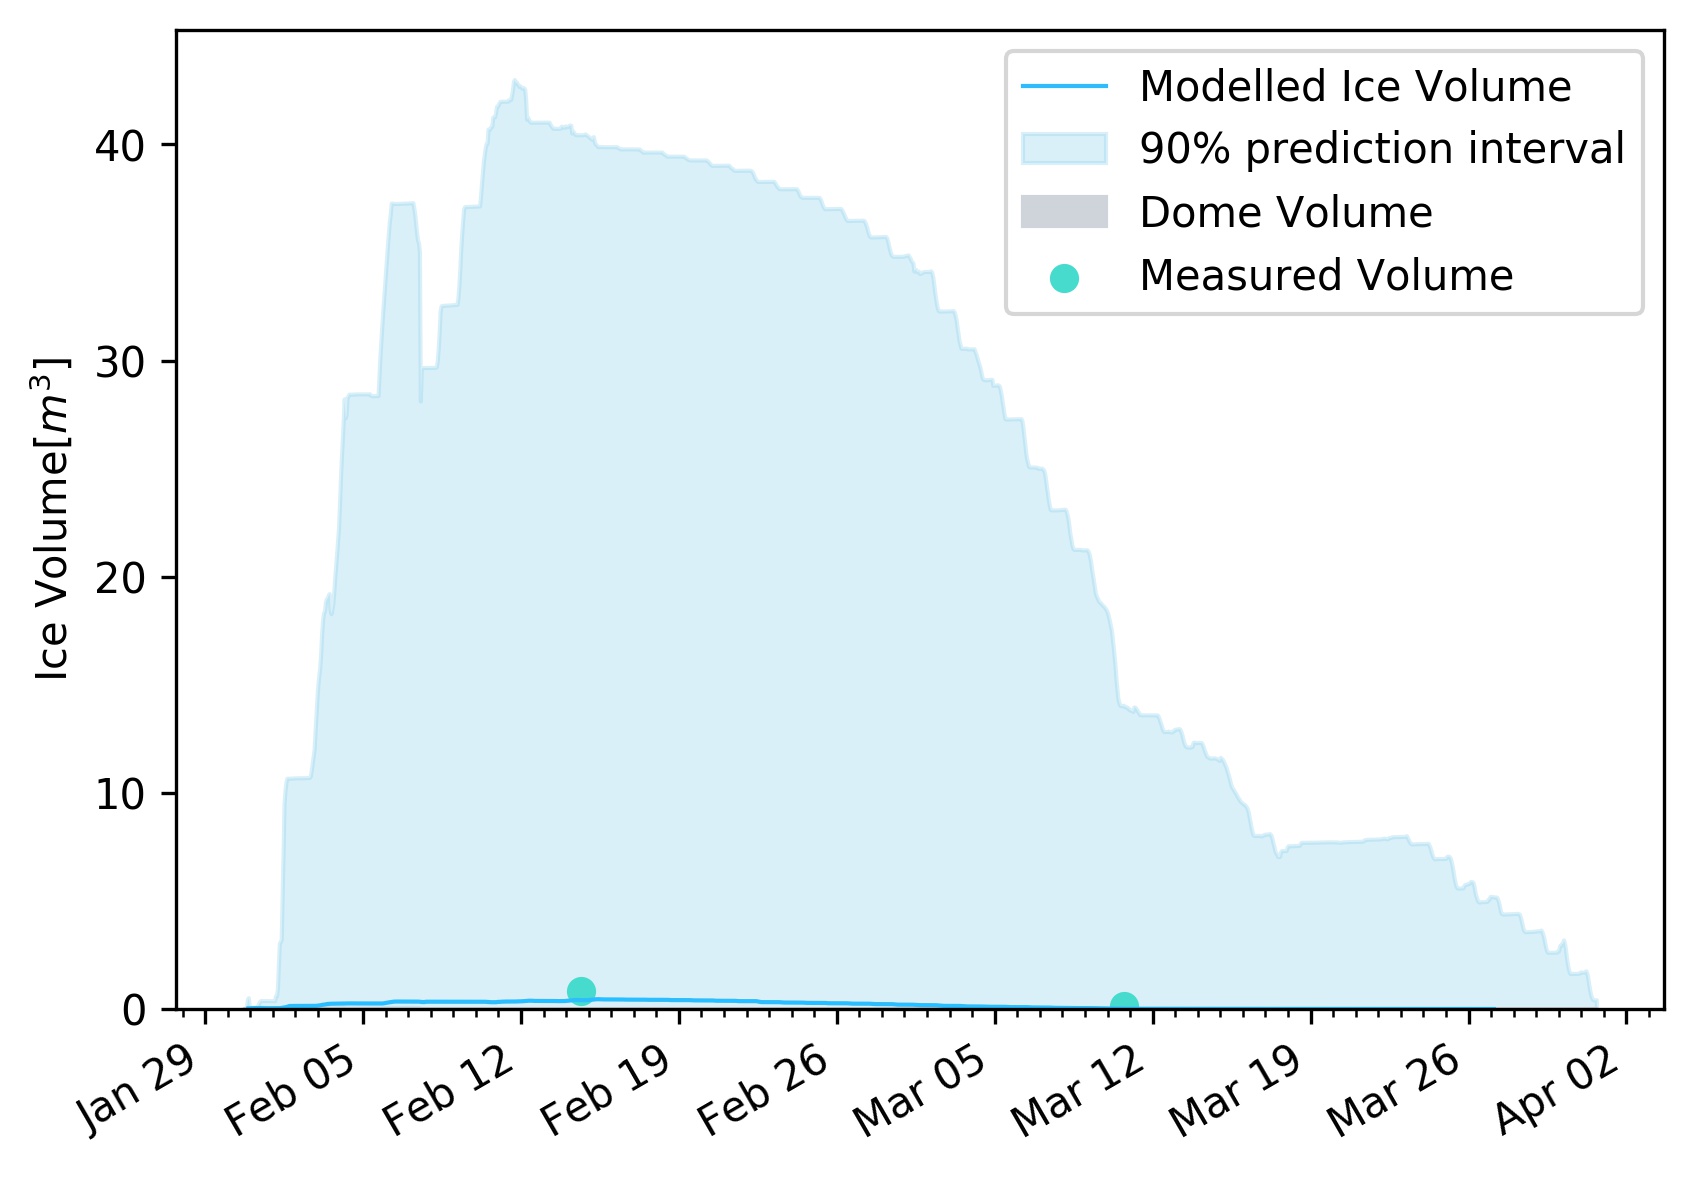 Modelled Ice Volume
90% prediction interval
Dome Volume
Measured Volume
Ice Volume[m³]
40
30
20
10
0
Jan 29
Feb 05
Feb 12
Feb 19
Feb 26
Mar 05
Mar 12
Mar 19
Mar 26
Apr 02